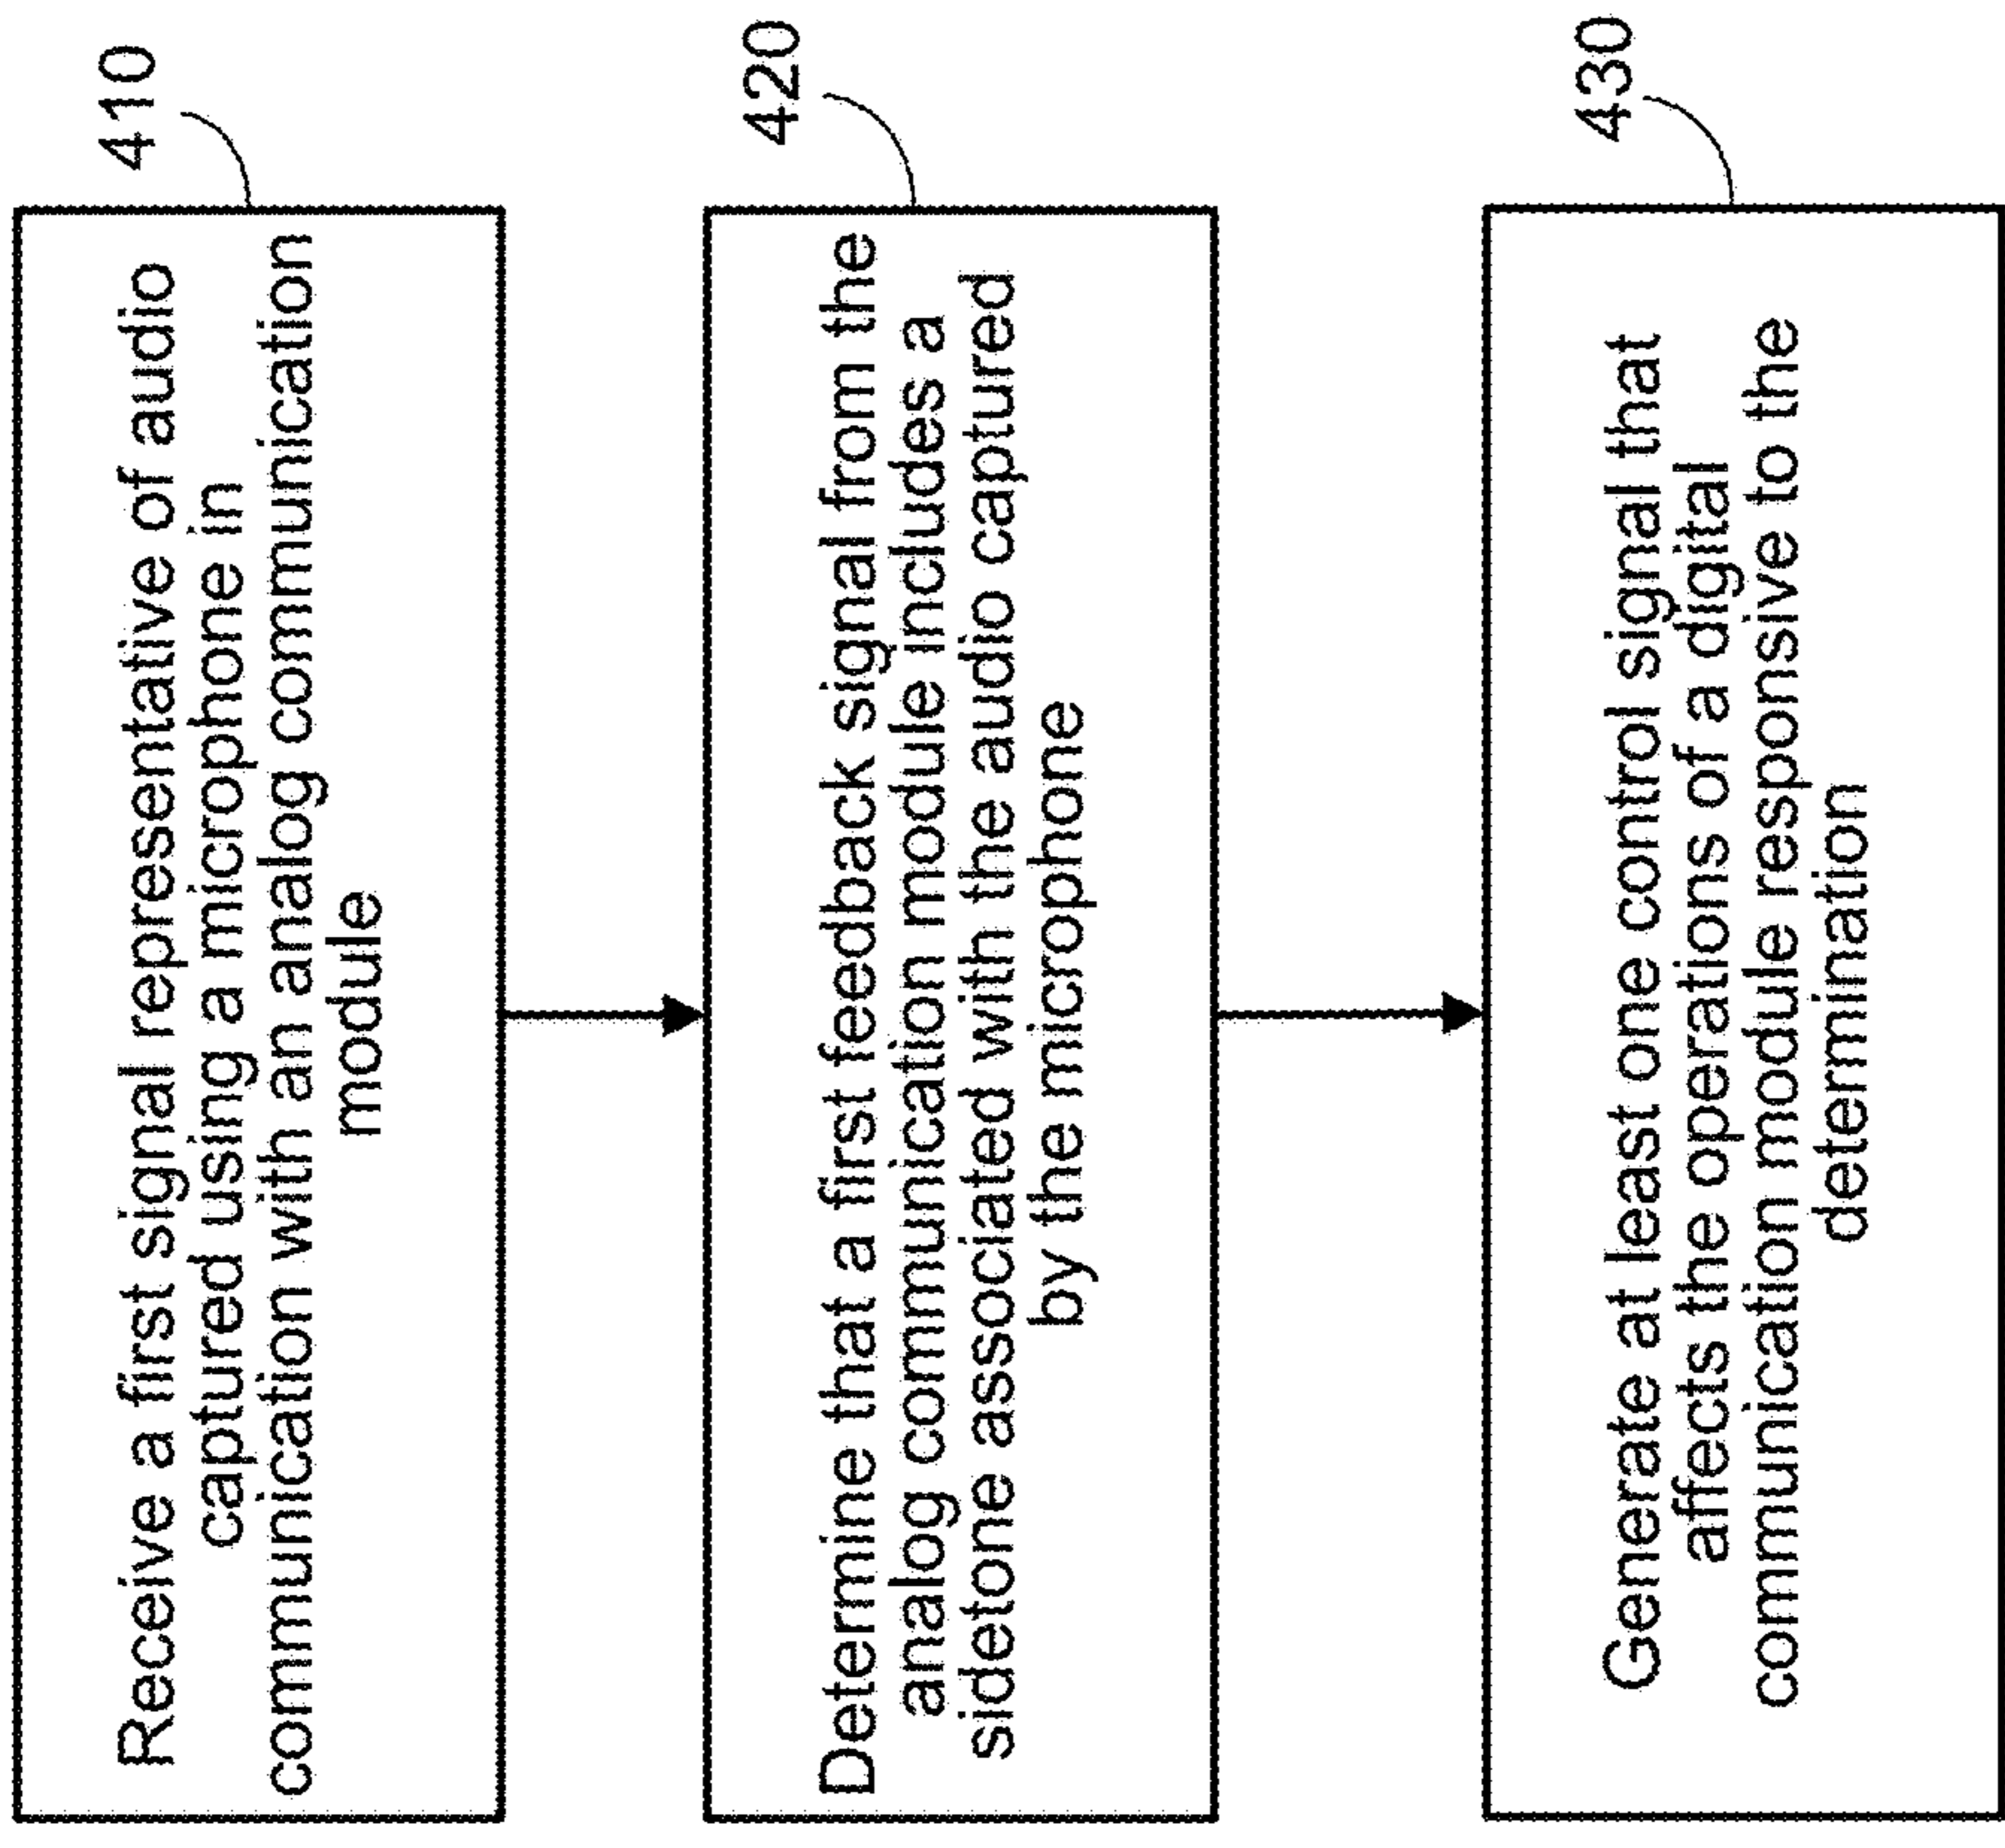 410
Receive a first signal representative of audio
captured using a microphone in
communication with an analog communication
module
420
Determine that a first feedback signal from the
analog communication module includes a
sidetone associated with the audio captured
by the microphone
430
Generate at least one control signal that
affects the operations of a digital
communication module responsive to the
determination